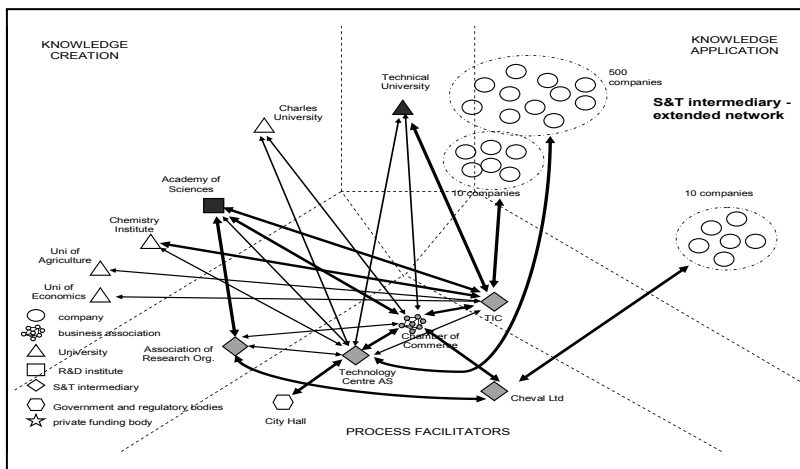 KNOWLEDGE
CREATION
KNOWLEDGE
APPLICATION
Technical
University
500
companies
S&T intermediary -
extended network
Charles
University
Academy of
Sciences
10 companies
10 companies
Chemistry
Institute
Uni of
Agriculture
Uni of
Economics
company
business association
University
R&D institute
S&T intermediary
Government and regulatory bodies
private funding body
TIC
Chamber of
Commerce
Association of
Research Org.
Technology
Centre AS
Cheval Ltd
City Hall
PROCESS FACILITATORS